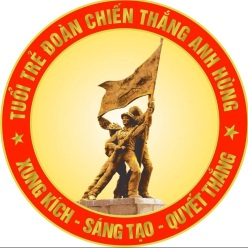 TUỔI TRẺ ĐOÀN CHIẾN THẮNG ANH HÙNG
XUNG KÍCH - SÁNG TẠO - QUYẾT THẮNG